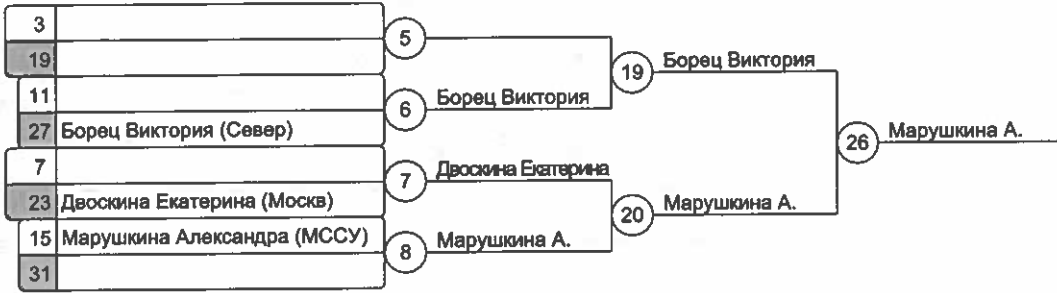 3
5
19
19 Борец Виктория
11
6 Борец Виктория
27 Борец Виктория (Север)
26 Марушкина А.
7
7 Двоскина Екатерина
23 Двоскина Екатерина (Москв)
20 Марушкина А.
15 Марушкина Александра (МССУ)
8 Марушкина А.
31